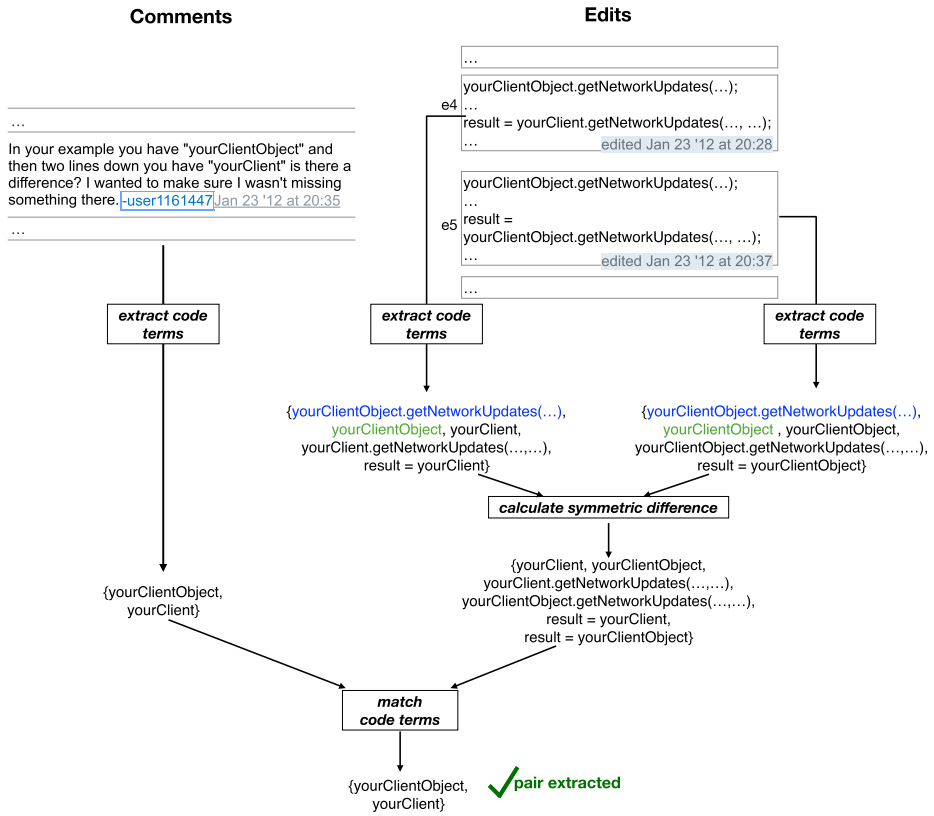 Comments
Edits
…
In your example you have "yourClientObject" and
then two lines down you have "yourClient" is there a
difference? I wanted to make sure I wasn't missing
something there. -user1161447 Jan 23 '12 at 20:35
…
…
e4
yourClientObject.getNetworkUpdates(…);
…
result = yourClient.getNetworkUpdates(…, …);
…
edited Jan 23 '12 at 20:28
e5
yourClientObject.getNetworkUpdates(…);
…
result =
yourClientObject.getNetworkUpdates(…, …);
…
edited Jan 23 '12 at 20:37
…
extract code
terms
extract code
terms
extract code
terms
{yourClientObject.getNetworkUpdates(…),
yourClientObject, yourClient,
yourClient.getNetworkUpdates(…,…),
result = yourClient}
{yourClientObject.getNetworkUpdates(…),
yourClientObject , yourClientObject,
yourClientObject.getNetworkUpdates(…,…),
result = yourClientObject}
calculate symmetric difference
{yourClientObject,
yourClient}
{yourClient, yourClientObject,
yourClient.getNetworkUpdates(…,…),
yourClientObject.getNetworkUpdates(…,…),
result = yourClient,
result = yourClientObject}
match
code terms
{yourClientObject,
yourClient}
pair extracted